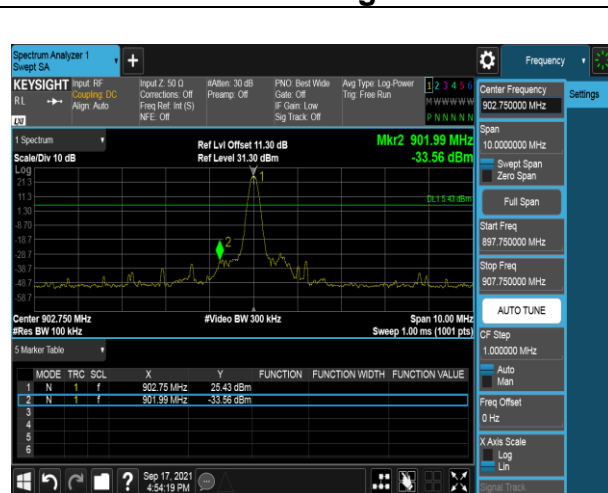 Spectrum Analyzer 1
Swept SA
+
Frequency
KEYSIGHT
RL
Input: RF
Coupling: DC
Align: Auto
Input Z: 50 Ω
Corrections: Off
Freq Ref: Int (S)
NFE: Off
#Atten: 30 dB
Preamp: Off
PNO: Best Wide
Gate: Off
IF Gain: Low
Sig Track: Off
Avg Type: Log-Power
Trig: Free Run
1 2 3 4 5 6
M W W W W W
P N N N N N
LXI
1 Spectrum
Scale/Div 10 dB
Ref Lvl Offset 11.30 dB
Ref Level 31.30 dBm
Mkr2 901.99 MHz
-33.56 dBm
Log
21.3
11.3
1.30
-8.70
-18.7
-28.7
-38.7
-48.7
-58.7
1
2
DL1 5.43 dBm
Center 902.750 MHz
#Res BW 100 kHz
#Video BW 300 kHz
Span 10.00 MHz
Sweep 1.00 ms (1001 pts)
5 Marker Table
MODE TRC SCL X Y FUNCTION FUNCTION WIDTH FUNCTION VALUE
1 N 1 f 902.75 MHz 25.43 dBm
2 N 1 f 901.99 MHz -33.56 dBm
3
4
5
6
Center Frequency
902.750000 MHz
Settings
Span
10.0000000 MHz
Swept Span
Zero Span
Full Span
Start Freq
897.750000 MHz
Stop Freq
907.750000 MHz
AUTO TUNE
CF Step
1.000000 MHz
Auto
Man
Freq Offset
0 Hz
X Axis Scale
Log
Lin
Signal Track
?
Sep 17, 2021
4:54:19 PM